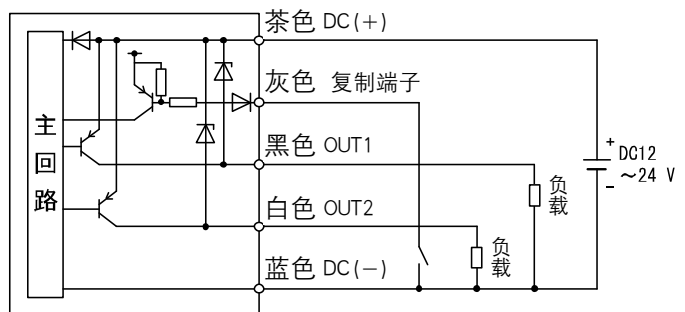 茶色 DC(+)
灰色 复制端子
主回路
黑色 OUT1
+
DC12
~24 V
-
负载
白色 OUT2
负载
蓝色 DC(-)